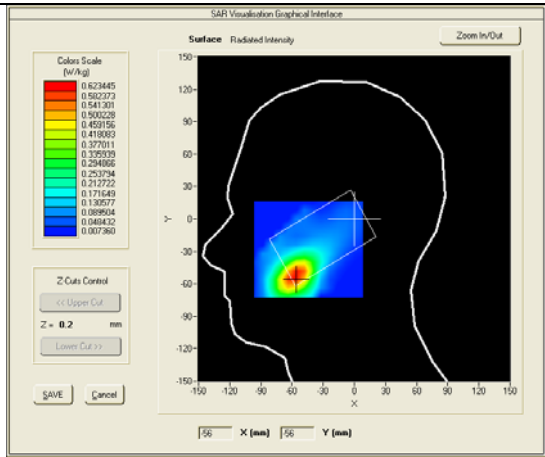 SAR Visualisation Graphical Interface
Surface Radiated Intensity
Zoom In/Out
Colors Scale
(W/kg)
0.623445
0.582373
0.541301
0.500228
0.459156
0.418083
0.377011
0.335939
0.294866
0.253794
0.212722
0.171649
0.130577
0.089504
0.048432
0.007360
Z Cuts Control
<< Upper Cut
Z = 0.2 mm
Lower Cut >>
SAVE Cancel
150
120
90
60
30
0
-30
-60
-90
-120
-150
Y
-150 -120 -90 -60 -30 0 30 60 90 120 150
X
-56 X (mm) -56 Y (mm)